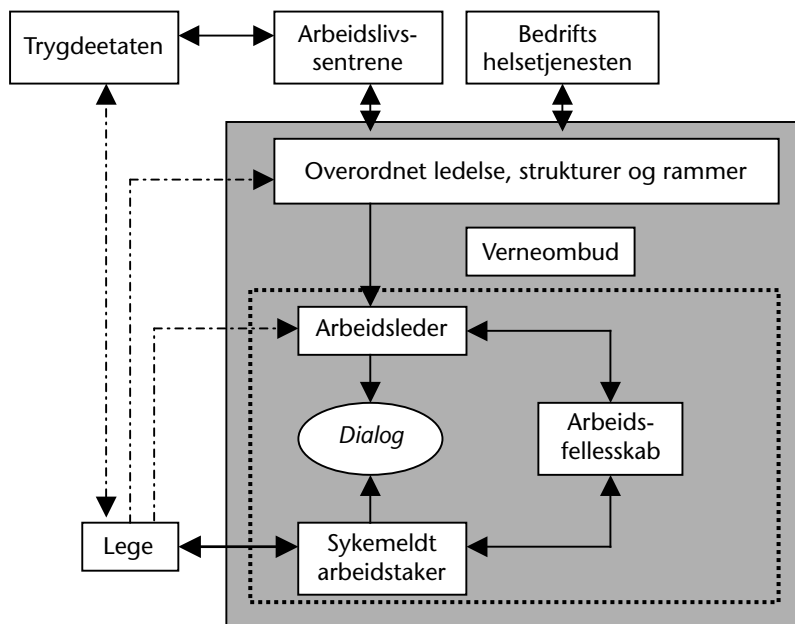 Trygdeetaten
Arbeidslivs-
sentrene
Bedrifts
helsetjenesten
Overordnet ledelse, strukturer og rammer
Verneombud
Arbeidsleder
Dialog
Arbeids-
fellesskab
Lege
Sykemeldt
arbeidstaker